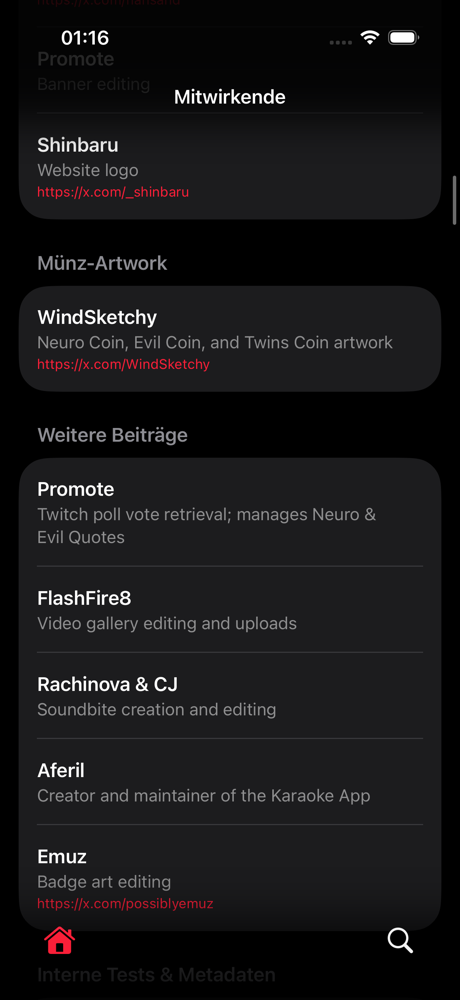 01:16
Promote
Banner editing
Mitwirkende
Shinbaru
Website logo
https://x.com/_shinbaru
Münz-Artwork
WindSketchy
Neuro Coin, Evil Coin, and Twins Coin artwork
https://x.com/WindSketchy
Weitere Beiträge
Promote
Twitch poll vote retrieval; manages Neuro &
Evil Quotes
FlashFire8
Video gallery editing and uploads
Rachinova & CJ
Soundbite creation and editing
Aferil
Creator and maintainer of the Karaoke App
Emuz
Badge art editing
https://x.com/possiblyemuz
Interne Tests & Metadaten